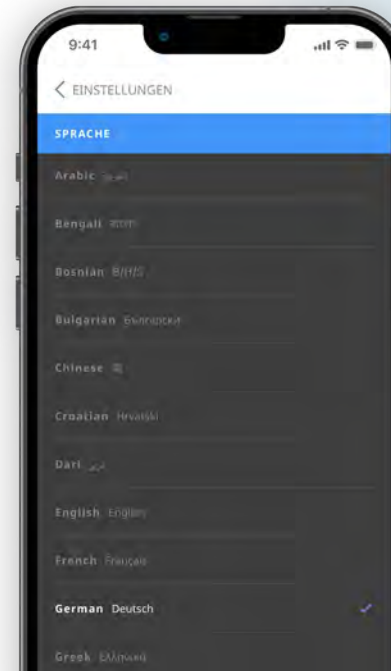 9:41
EINSTELLUNGEN
SPRACHE
Arabic
Bengali
Bosnian B/H/S
Bulgarian Български
Chinese
Croatian Hrvatski
Dari
English English
French Français
German Deutsch
Greek Ελληνικά